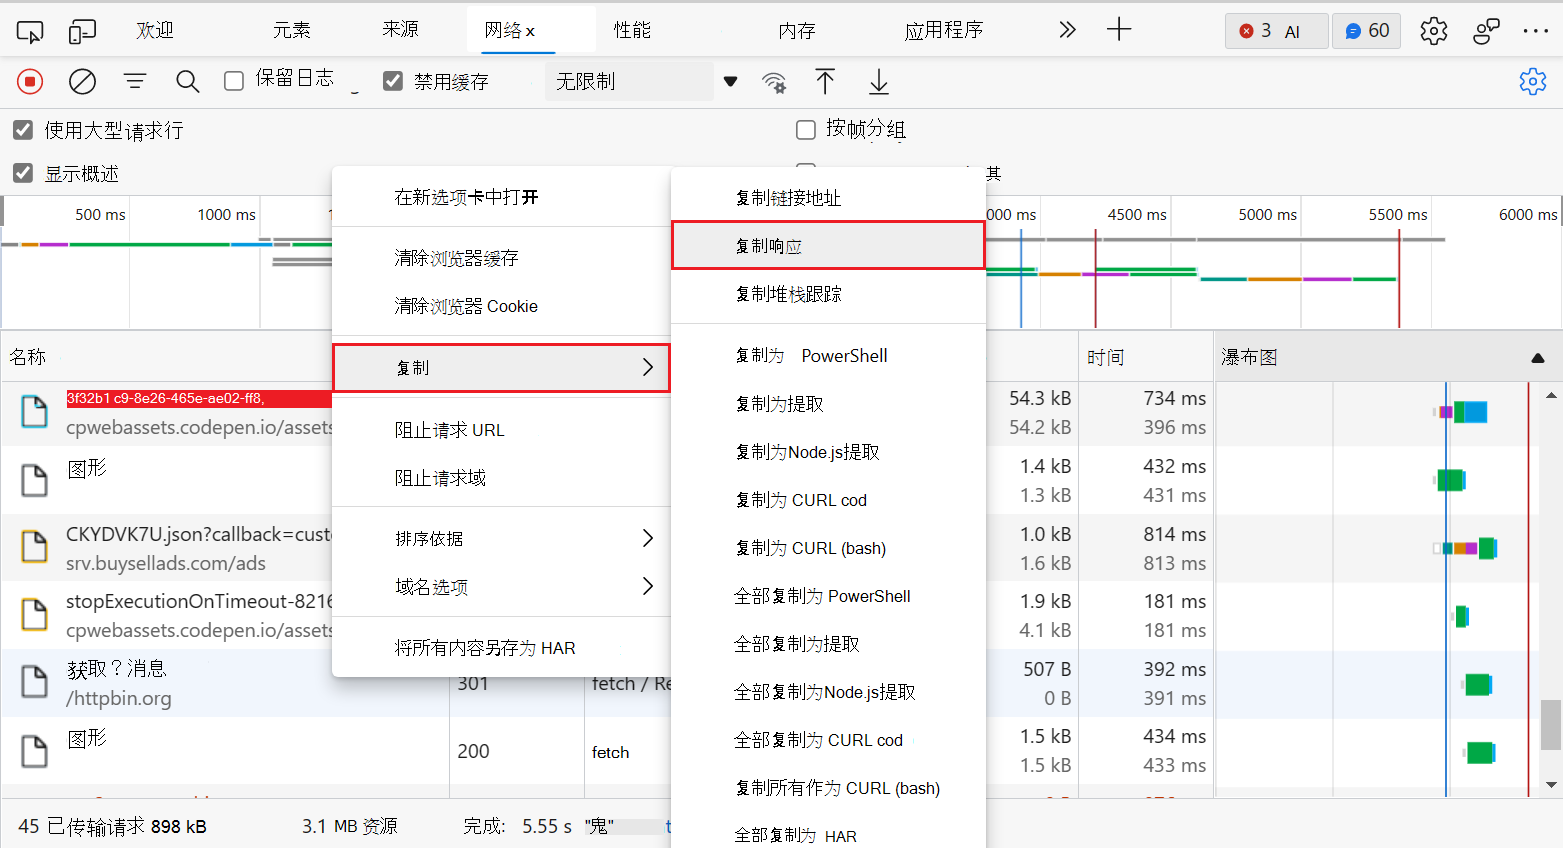 欢迎 元素 来源 网络 x 性能 内存 应用程序 3 AI 60
保留日志 禁用缓存 无限制
使用大型请求行 按帧分组
显示概述 其
500 ms 1000 ms 000 ms 4500 ms 5000 ms 5500 ms 6000 ms
在新选项卡中打开
清除浏览器缓存
清除浏览器 Cookie
复制
阻止请求 URL
阻止请求域
排序依据
域名选项
将所有内容另存为 HAR
复制链接地址
复制响应
复制堆栈跟踪
复制为 PowerShell
复制为提取
复制为Node.js提取
复制为 CURL cod
复制为 CURL (bash)
全部复制为 PowerShell
全部复制为提取
全部复制为Node.js提取
全部复制为 CURL cod
复制所有作为 CURL (bash)
全部复制为 HAR
名称 时间 瀑布图
3f32b1 c9-8e26-465e-ae02-ff8, 54.3 kB 734 ms
cpwebassets.codepen.io/assets 54.2 kB 396 ms
图形 1.4 kB 432 ms
1.3 kB 431 ms
CKYDVK7U.json?callback=custo 1.0 kB 814 ms
srv.buysellads.com/ads 1.6 kB 813 ms
stopExecutionOnTimeout-8216 1.9 kB 181 ms
cpwebassets.codepen.io/assets 4.1 kB 181 ms
获取？消息 301 fetch / Re 507 B 392 ms
/httpbin.org 0 B 391 ms
图形 200 fetch 1.5 kB 434 ms
1.5 kB 433 ms
45 已传输请求 898 kB 3.1 MB 资源 完成: 5.55 s "鬼"